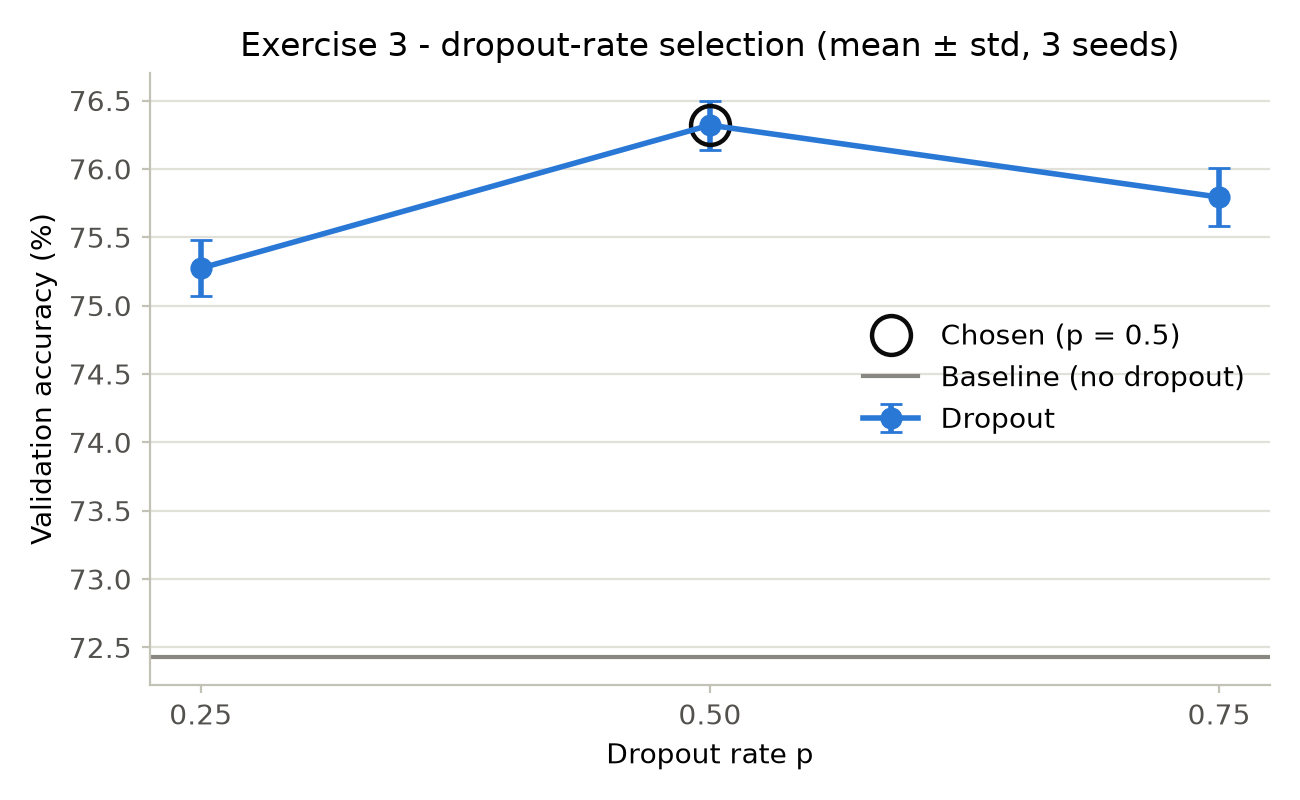 Exercise 3 - dropout-rate selection (mean ± std, 3 seeds)
Validation accuracy (%)
76.5
76.0
75.5
75.0
74.5
74.0
73.5
73.0
72.5
Chosen (p = 0.5)
Baseline (no dropout)
Dropout
0.25
0.50
0.75
Dropout rate p